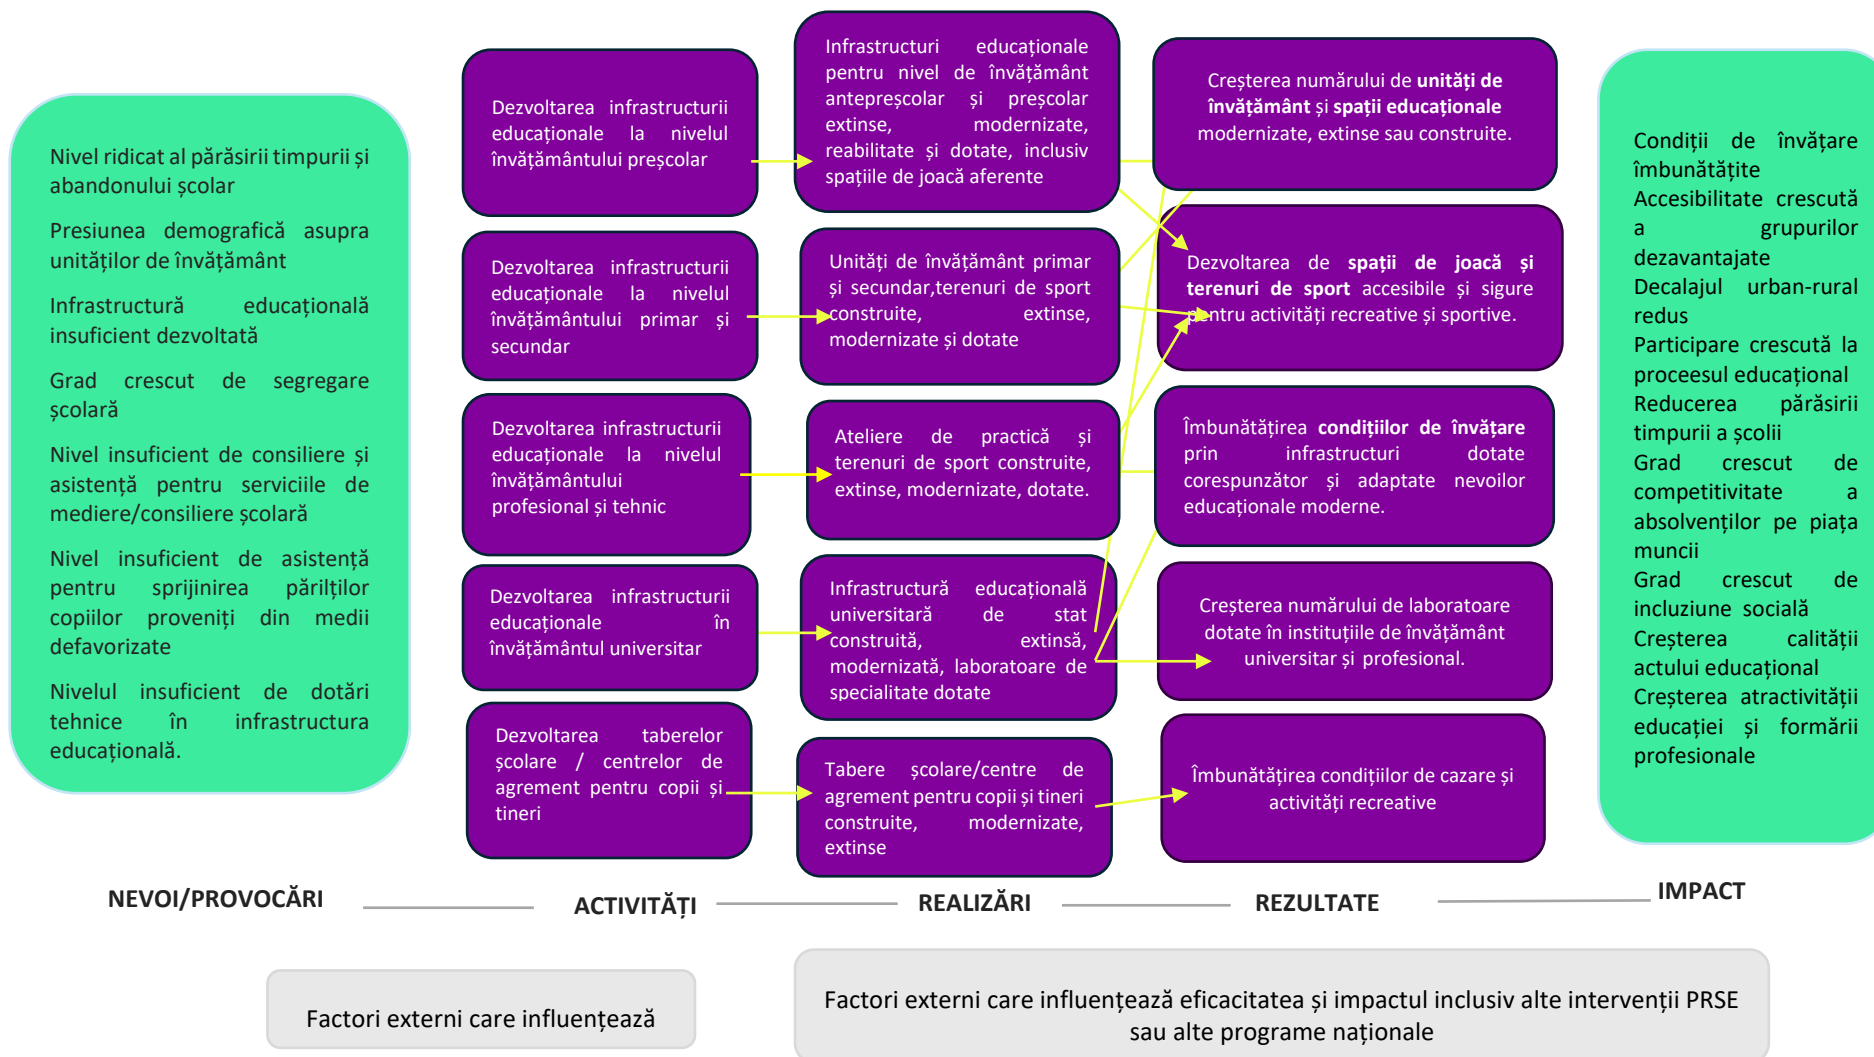 Nivel ridicat al părăsirii timpurii și
abandonului școlar
Presiunea demografică asupra
unităților de învățământ
Infrastructură educațională
insuficient dezvoltată
Grad crescut de segregare
școlară
Nivel insuficient de consiliere și
asistență pentru serviciile de
mediere/consiliere școlară
Nivel insuficient de asistență
pentru sprijinirea părilților
copiilor proveniți din medii
defavorizate
Nivelul insuficient de dotări
tehnice în infrastructura
educațională.
Dezvoltarea infrastructurii
educaționale la nivelul
învățământului preșcolar
Dezvoltarea infrastructurii
educaționale la nivelul
învățământului primar și
secundar
Dezvoltarea infrastructurii
educaționale la nivelul
învățământului
profesional și tehnic
Dezvoltarea infrastructurii
educaționale în
învățământul universitar
Dezvoltarea taberelor
școlare / centrelor de
agrement pentru copii și
tineri
Infrastructuri educaționale
pentru nivel de învățământ
antepreșcolar și preșcolar
extinse, modernizate,
reabilitate și dotate, inclusiv
spațiile de joacă aferente
Unități de învățământ primar
și secundar,terenuri de sport
construite, extinse,
modernizate și dotate
Ateliere de practică și
terenuri de sport construite,
extinse, modernizate, dotate.
Infrastructură educațională
universitară de stat
construită, extinsă,
modernizată, laboratoare de
specialitate dotate
Tabere școlare/centre de
agrement pentru copii și tineri
construite, modernizate,
extinse
Creșterea numărului de unități de
învățământ și spații educaționale
modernizate, extinse sau construite.
Dezvoltarea de spații de joacă și
terenuri de sport accesibile și sigure
pentru activități recreative și sportive.
Îmbunătățirea condițiilor de învățare
prin infrastructuri dotate
corespunzător și adaptate nevoilor
educaționale moderne.
Creșterea numărului de laboratoare
dotate în instituțiile de învățământ
universitar și profesional.
Îmbunătățirea condițiilor de cazare și
activități recreative
Condiții de învățare
îmbunătățite
Accesibilitate crescută
a grupurilor
dezavantajate
Decalajul urban-rural
redus
Participare crescută la
proceesul educațional
Reducerea părăsirii
timpurii a școlii
Grad crescut de
competitivitate a
absolvenților pe piața
muncii
Grad crescut de
incluziune socială
Creșterea calității
actului educațional
Creșterea atractivității
educației și formării
profesionale
NEVOI/PROVOCĂRI
ACTIVITĂȚI
REALIZĂRI
REZULTATE
IMPACT
Factori externi care influențează
Factori externi care influențează eficacitatea și impactul inclusiv alte intervenții PRSE
sau alte programe naționale